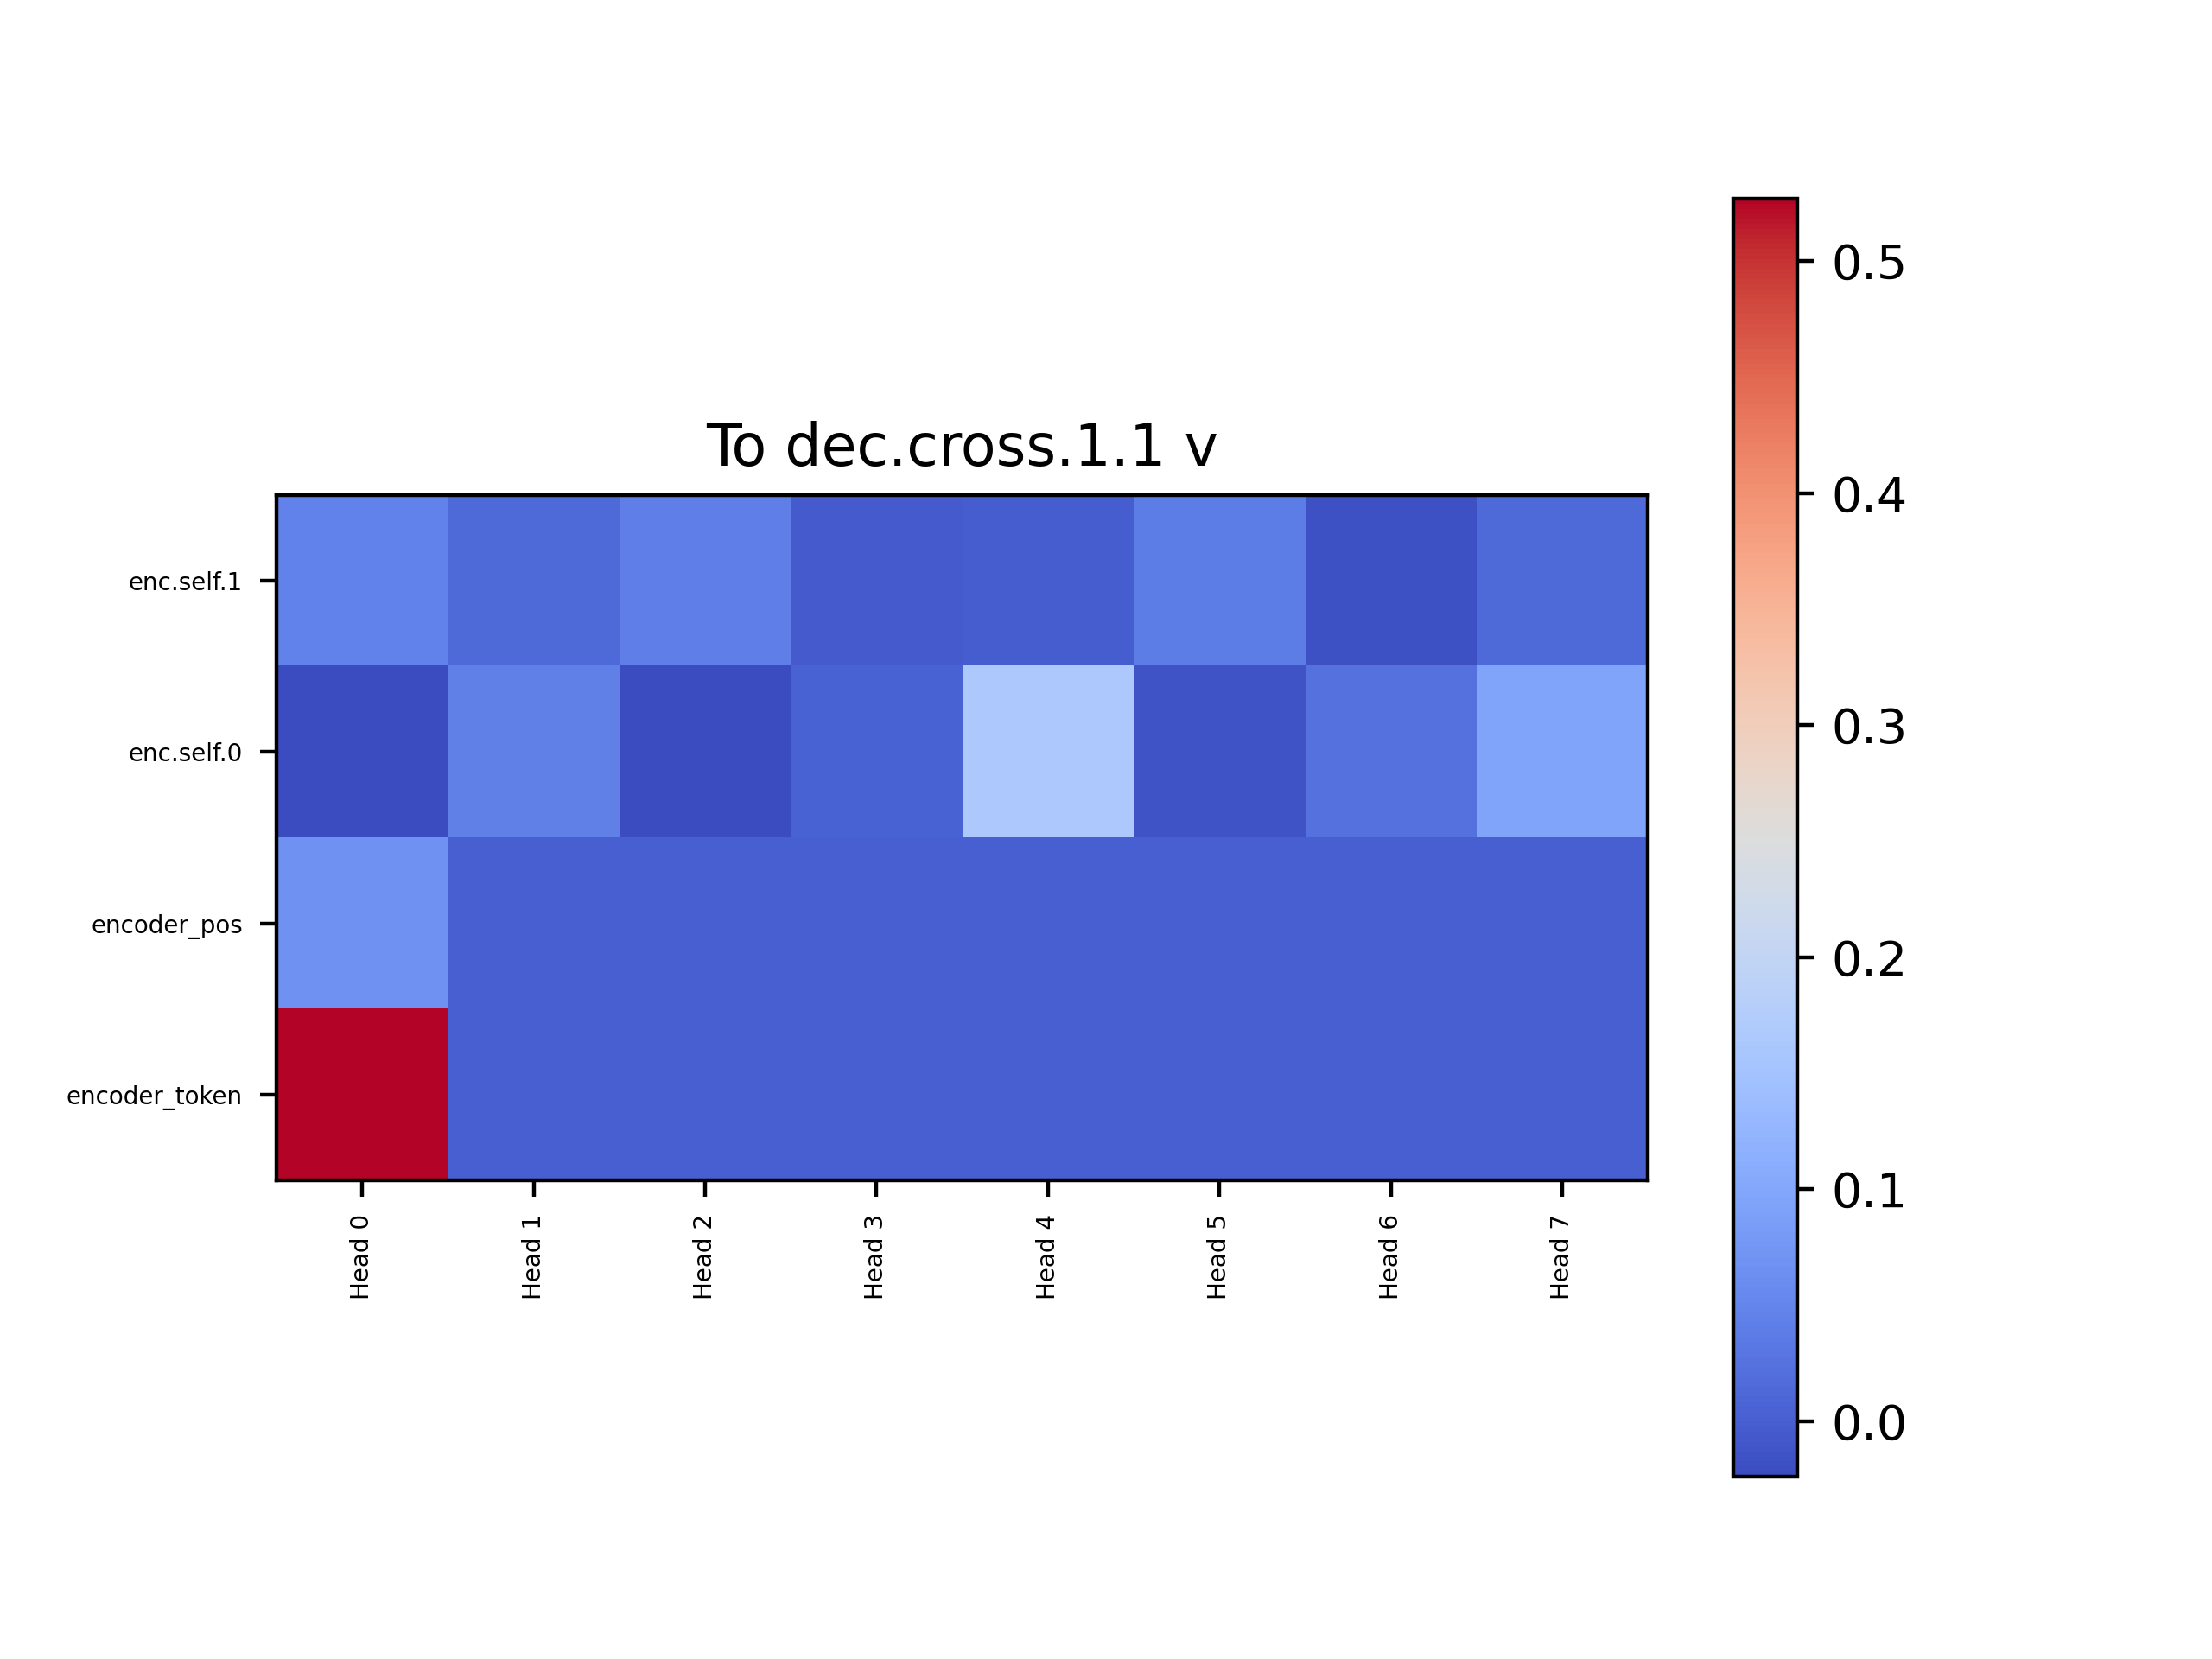 To dec.cross.1.1 v
enc.self.1
enc.self.0
encoder_pos
encoder_token
Head 0
Head 1
Head 2
Head 3
Head 4
Head 5
Head 6
Head 7
0.5
0.4
0.3
0.2
0.1
0.0